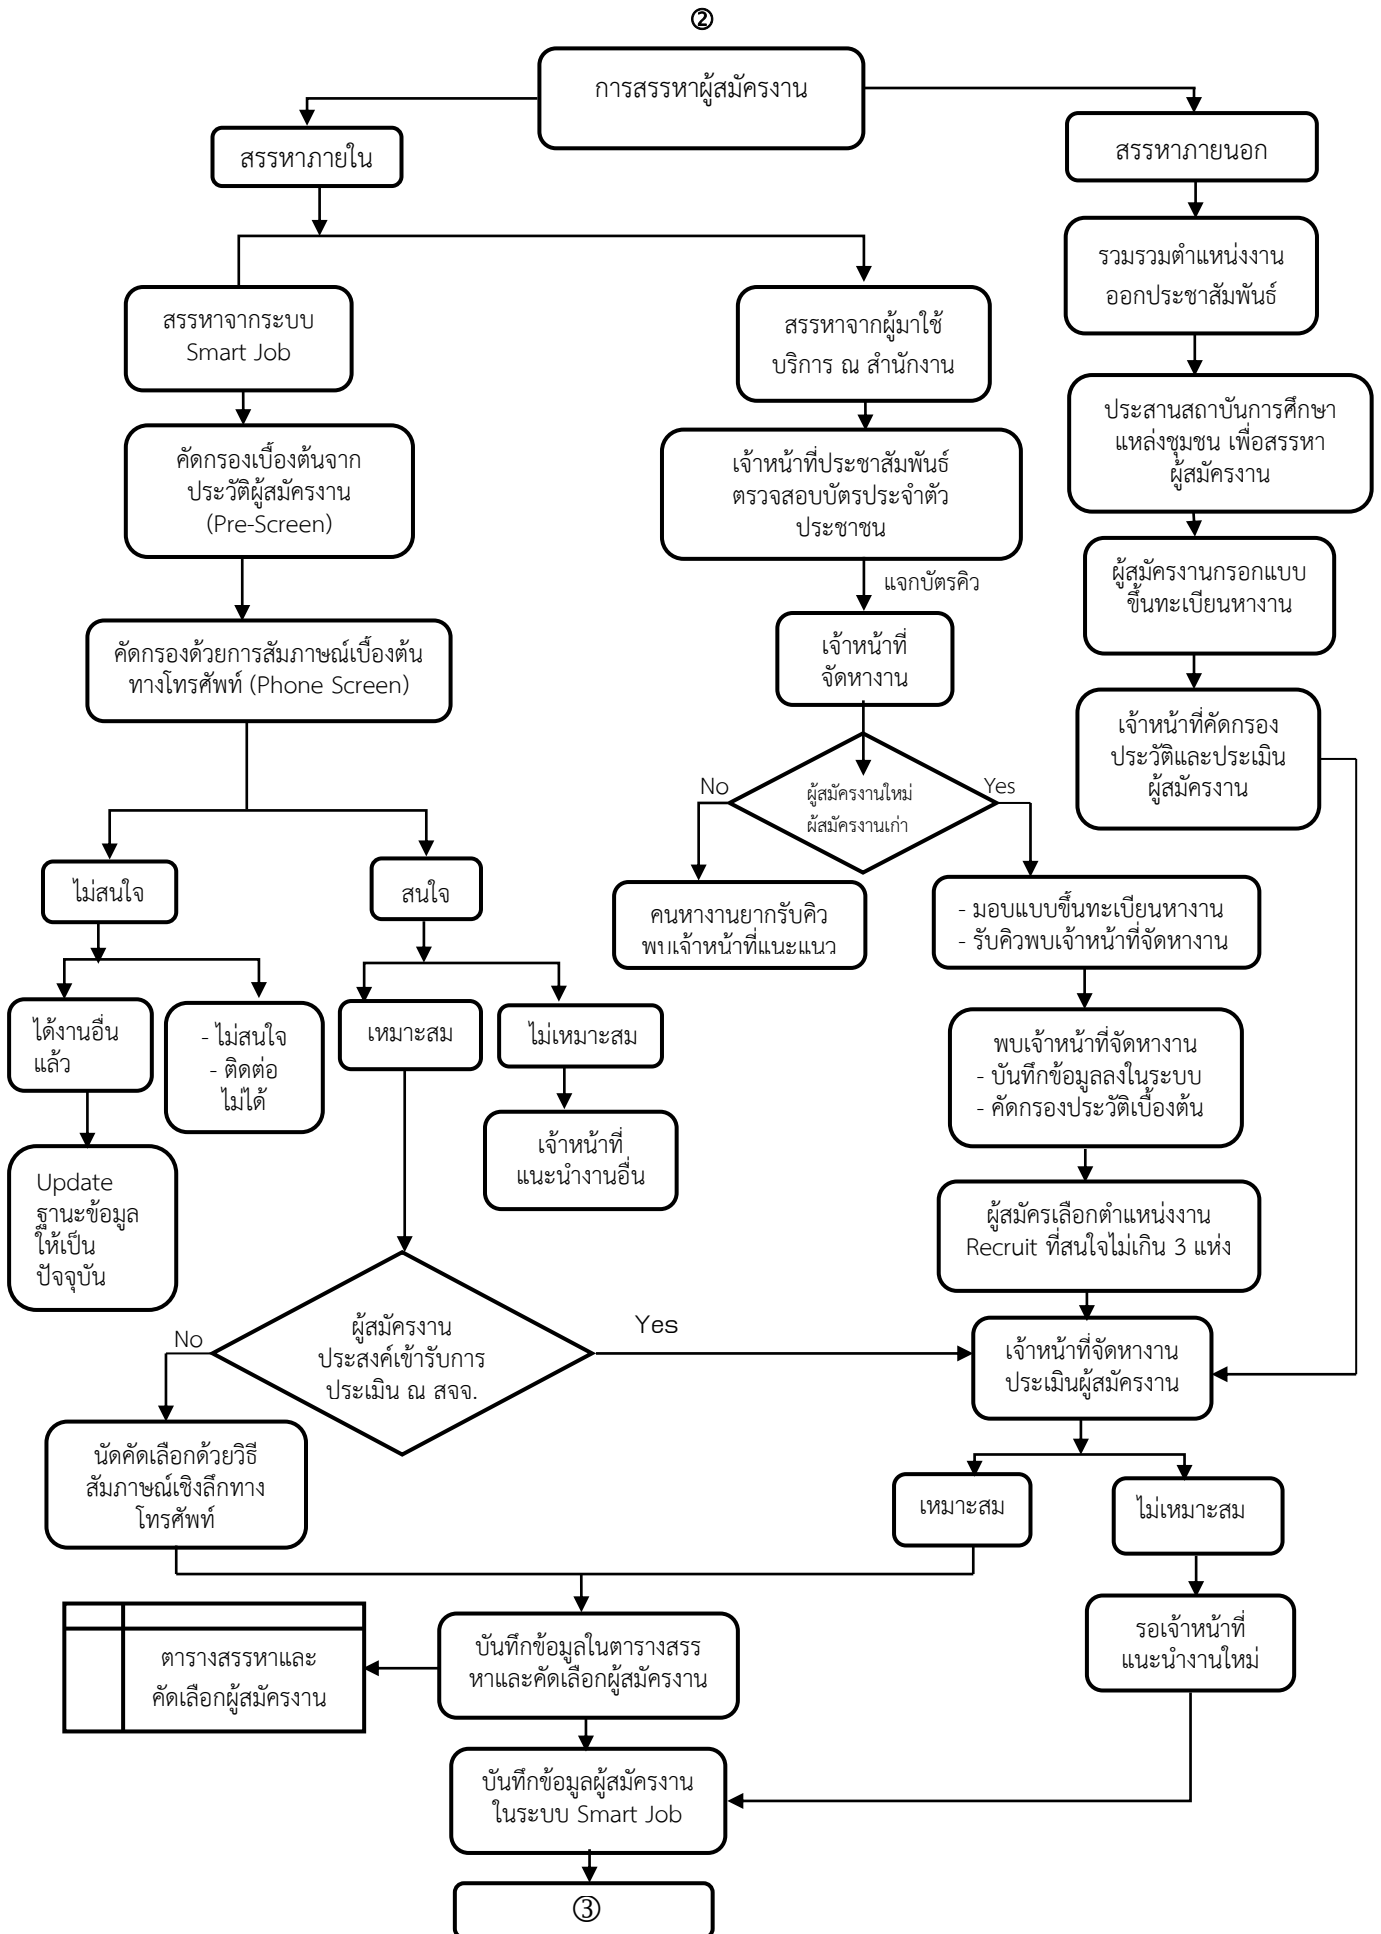 ②
การสรรหาผู้สมัครงาน
สรรหาภายใน
สรรหาภายนอก
สรรหาจากระบบ
Smart Job
สรรหาจากผู้มาใช้
บริการ ณ สำนักงาน
รวมรวมตำแหน่งงาน
ออกประชาสัมพันธ์
คัดกรองเบื้องต้นจาก
ประวัติผู้สมัครงาน
(Pre-Screen)
เจ้าหน้าที่ประชาสัมพันธ์
ตรวจสอบบัตรประจำตัว
ประชาชน
ประสานสถาบันการศึกษา
แหล่งชุมชน เพื่อสรรหา
ผู้สมัครงาน
แจกบัตรคิว
ผู้สมัครงานกรอกแบบ
ขึ้นทะเบียนหางาน
คัดกรองด้วยการสัมภาษณ์เบื้องต้น
ทางโทรศัพท์ (Phone Screen)
เจ้าหน้าที่
จัดหางาน
เจ้าหน้าที่คัดกรอง
ประวัติและประเมิน
ผู้สมัครงาน
No
ผู้สมัครงานใหม่
ผู้สมัครงานเก่า
Yes
ไม่สนใจ
สนใจ
คนหางานยากรับคิว
พบเจ้าหน้าที่แนะแนว
- มอบแบบขึ้นทะเบียนหางาน
- รับคิวพบเจ้าหน้าที่จัดหางาน
ได้งานอื่น
แล้ว
- ไม่สนใจ
- ติดต่อ
ไม่ได้
เหมาะสม
ไม่เหมาะสม
พบเจ้าหน้าที่จัดหางาน
- บันทึกข้อมูลลงในระบบ
- คัดกรองประวัติเบื้องต้น
Update
ฐานะข้อมูล
ให้เป็น
ปัจจุบัน
เจ้าหน้าที่
แนะนำงานอื่น
ผู้สมัครเลือกตำแหน่งงาน
Recruit ที่สนใจไม่เกิน 3 แห่ง
No
ผู้สมัครงาน
ประสงค์เข้ารับการ
ประเมิน ณ สจจ.
Yes
เจ้าหน้าที่จัดหางาน
ประเมินผู้สมัครงาน
นัดคัดเลือกด้วยวิธี
สัมภาษณ์เชิงลึกทาง
โทรศัพท์
เหมาะสม
ไม่เหมาะสม
ตารางสรรหาและ
คัดเลือกผู้สมัครงาน
บันทึกข้อมูลในตารางสรร
หาและคัดเลือกผู้สมัครงาน
รอเจ้าหน้าที่
แนะนำงานใหม่
บันทึกข้อมูลผู้สมัครงาน
ในระบบ Smart Job
③